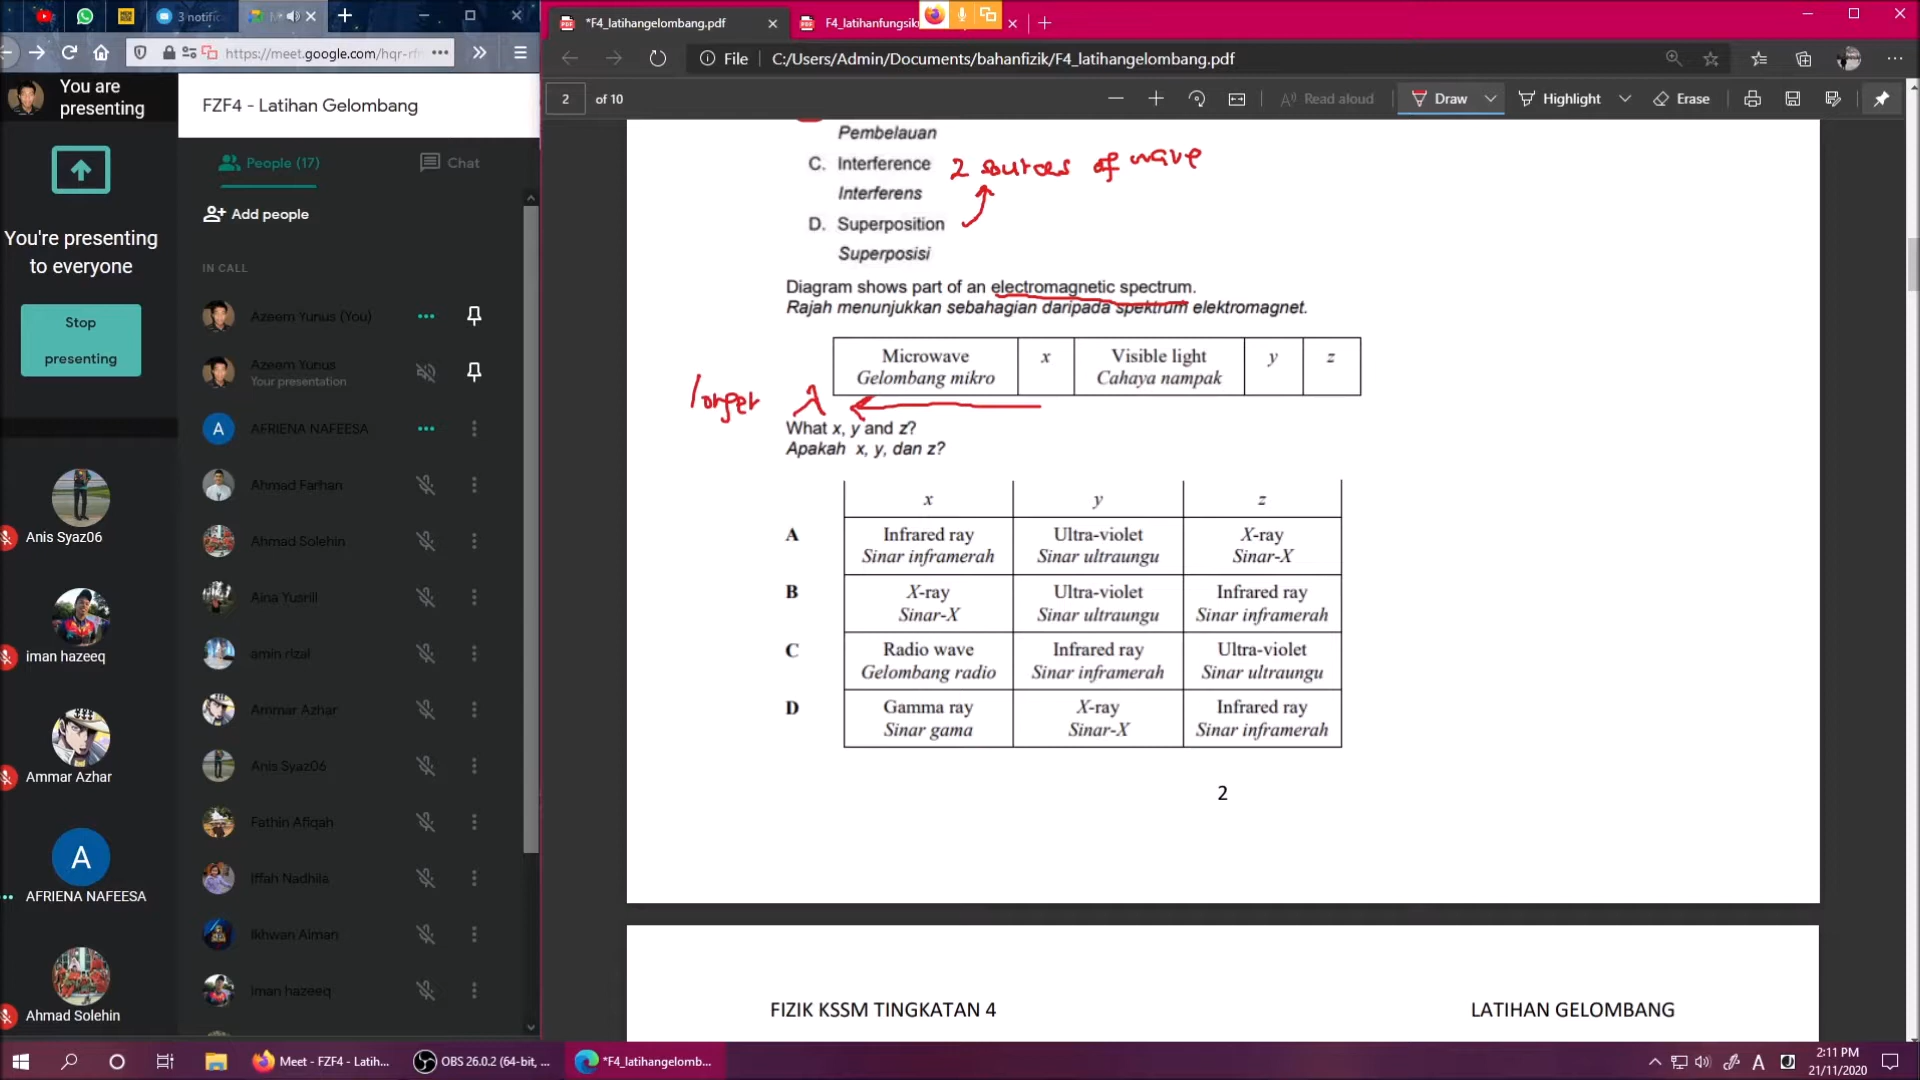 3 notific
https://meet.google.com/hqr-rf
You are
presenting
You're presenting
to everyone
Stop
presenting
FZF4 - Latihan Gelombang
People (17)
Chat
Add people
IN CALL
Azeem Yunus (You)
Azeem Yunus
Your presentation
A
AFRIENA NAFEESA
Ahmad Farhan
Ahmad Solehin
Aina Yusrill
amin rizal
Ammar Azhar
Anis Syaz06
Fathin Afiqah
Iffah Nadhila
Ikhwan Aiman
iman hazeeq
Anis Syaz06
iman hazeeq
Ammar Azhar
A
AFRIENA NAFEESA
Ahmad Solehin
*F4_latihangelombang.pdf
F4_latihanfungsik
File C:/Users/Admin/Documents/bahanfizik/F4_latihangelombang.pdf
2 of 10
Read aloud
Draw
Highlight
Erase
Pembelauan
C. Interference 2 sources of wave
Interferens
D. Superposition
Superposisi
Diagram shows part of an electromagnetic spectrum.
Rajah menunjukkan sebahagian daripada spektrum elektromagnet.
Microwave x Visible light y z
Gelombang mikro Cahaya nampak
longer λ
What x, y and z?
Apakah x, y, dan z?
x y z
A Infrared ray Ultra-violet X-ray
Sinar inframerah Sinar ultraungu Sinar-X
B X-ray Ultra-violet Infrared ray
Sinar-X Sinar ultraungu Sinar inframerah
C Radio wave Infrared ray Ultra-violet
Gelombang radio Sinar inframerah Sinar ultraungu
D Gamma ray X-ray Infrared ray
Sinar gama Sinar-X Sinar inframerah
2
FIZIK KSSM TINGKATAN 4 LATIHAN GELOMBANG
Meet - FZF4 - Latih...
OBS 26.0.2 (64-bit, ...
*F4_latihangelomb...
A
2:11 PM
21/11/2020